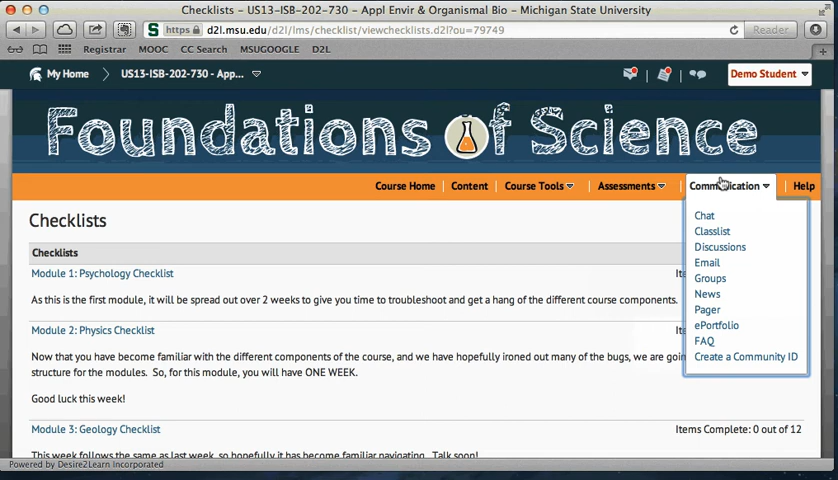 Checklists - US13-ISB-202-730 - Appl Envir & Organismal Bio - Michigan State University
https d2l.msu.edu/d2l/lms/checklist/viewchecklists.d2l?ou=79749
Reader
Registrar MOOC CC Search MSUGOOGLE D2L
My Home US13-ISB-202-730 - Ap... Demo Student
Foundations Of Science
Course Home Content Course Tools Assessments Communication Help
Checklists
Chat
Classlist
Discussions
Email
Groups
News
Pager
ePortfolio
FAQ
Create a Community ID
Checklists
Module 1: Psychology Checklist
As this is the first module, it will be spread out over 2 weeks to give you time to troubleshoot and get a hang of the different course components.
Module 2: Physics Checklist
Now that you have become familiar with the different components of the course, and we have hopefully ironed out many of the bugs, we are
structure for the modules. So, for this module, you will have ONE WEEK.
Good luck this week!
Module 3: Geology Checklist Items Complete: 0 out of 12
This week follows the same as last week, so hopefully it has become familiar navigating. Talk soon!
Powered by Desire2Learn Incorporated